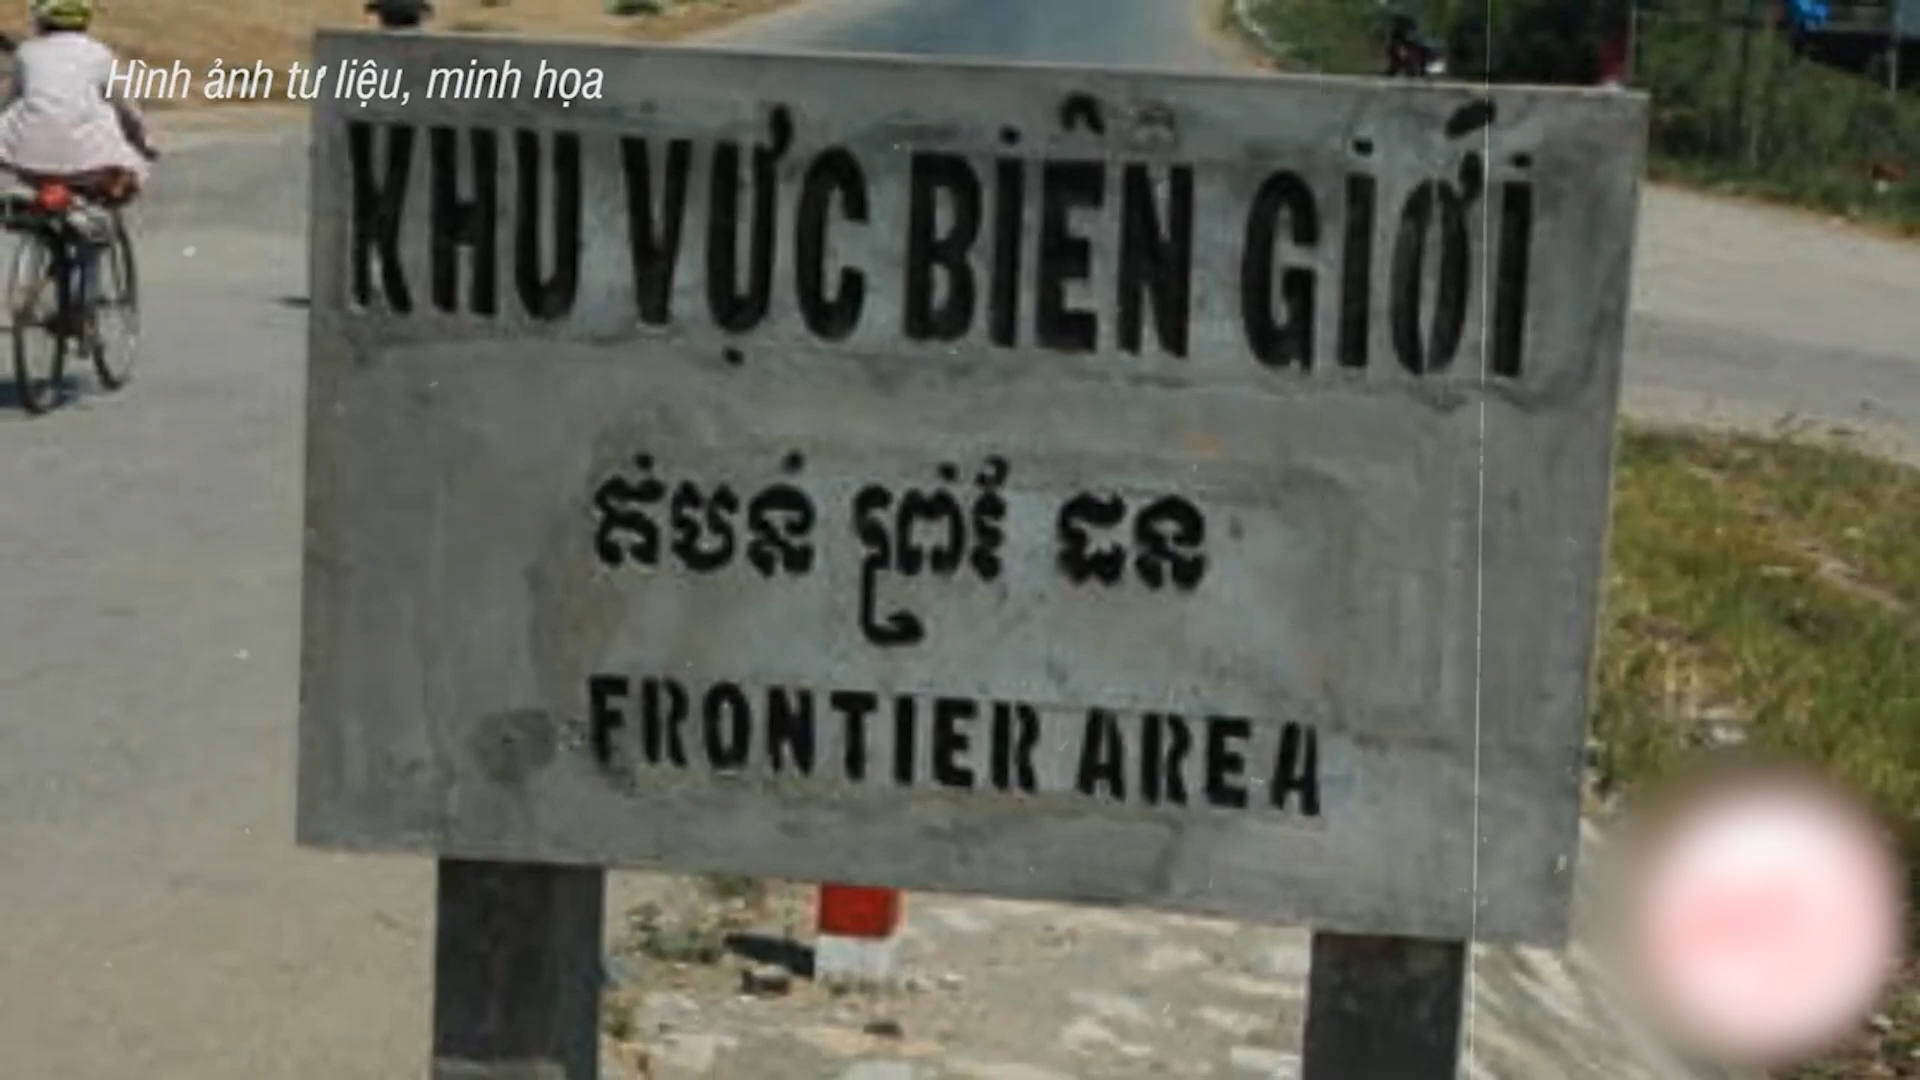 Hình ảnh tư liệu, minh họa
KHU VỰC BIÊN GIỚI
តំបន់ ព្រំ ដន
FRONTIER AREA